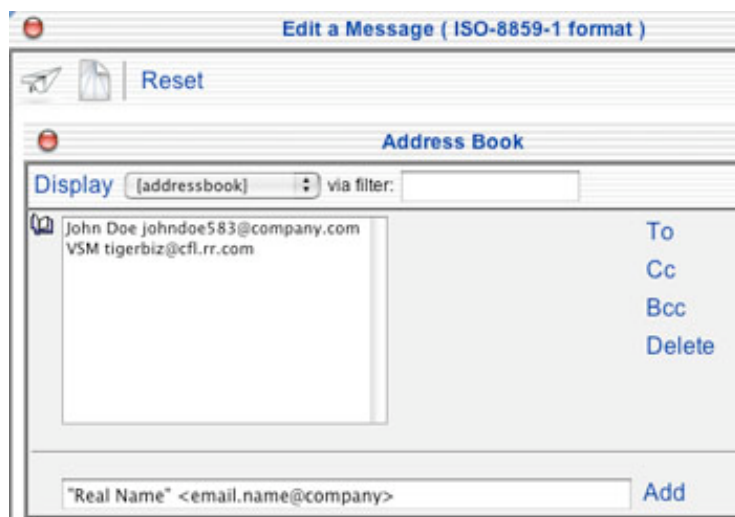 Edit a Message ( ISO-8859-1 format )
Reset
Address Book
Display [addressbook] via filter:
John Doe johndoe583@company.com
VSM tigerbiz@cfl.rr.com
To
Cc
Bcc
Delete
"Real Name" <email.name@company> Add